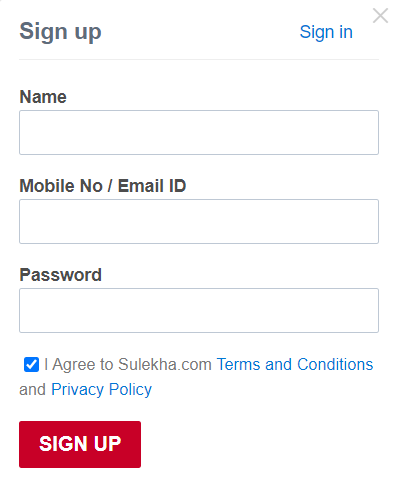 Sign up
Sign in
Name
Mobile No / Email ID
Password
I Agree to Sulekha.com Terms and Conditions
and Privacy Policy
SIGN UP